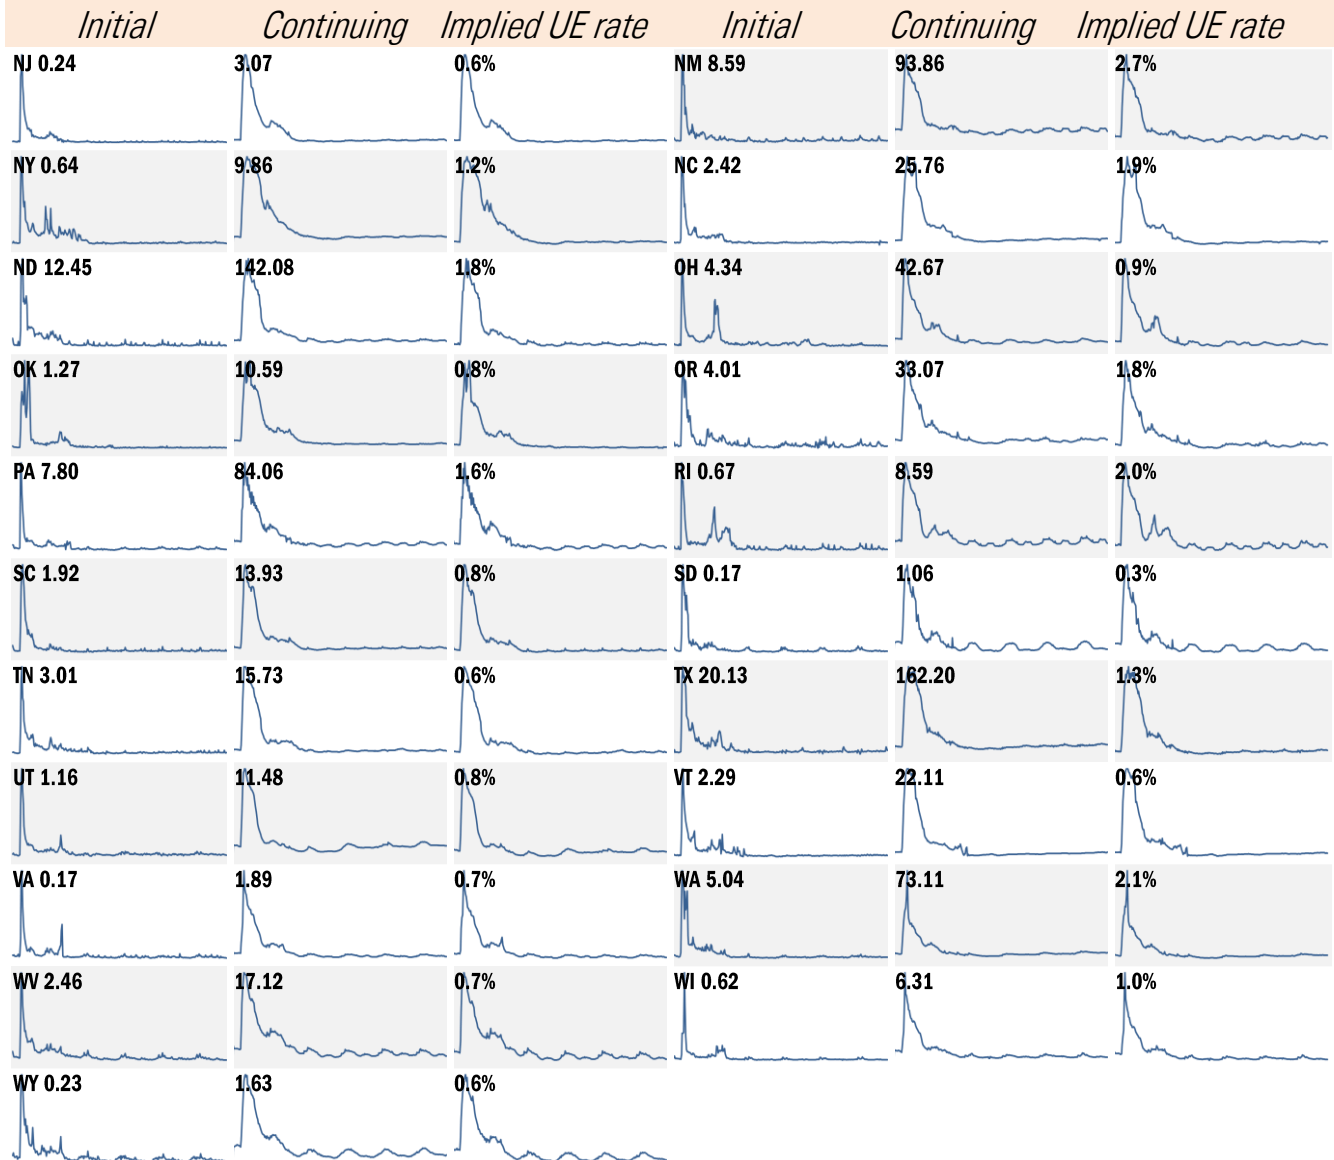 Initial Continuing Implied UE rate Initial Continuing Implied UE rate
NJ 0.24 3.07 0.6% NM 8.59 93.86 2.7%
NY 0.64 9.86 1.2% NC 2.42 25.76 1.9%
ND 12.45 142.08 1.8% OH 4.34 42.67 0.9%
OK 1.27 10.59 0.8% OR 4.01 33.07 1.8%
PA 7.80 84.06 1.6% RI 0.67 8.59 2.0%
SC 1.92 13.93 0.8% SD 0.17 1.06 0.3%
TN 3.01 15.73 0.6% TX 20.13 162.20 1.3%
UT 1.16 11.48 0.8% VT 2.29 22.11 0.6%
VA 0.17 1.89 0.7% WA 5.04 73.11 2.1%
WV 2.46 17.12 0.7% WI 0.62 6.31 1.0%
WY 0.23 1.63 0.6%